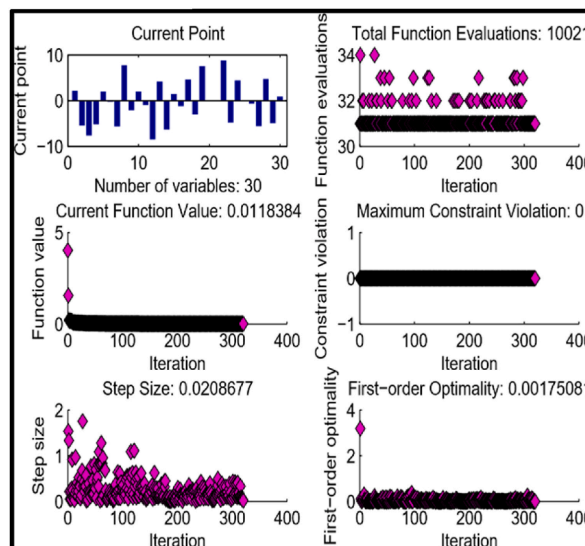 Current Point
Current point
10
0
−10
0
10
20
30
Number of variables: 30
Total Function Evaluations: 10021
Function evaluations
34
32
30
0
100
200
300
400
Iteration
Current Function Value: 0.0118384
Function value
5
0
0
100
200
300
400
Iteration
Maximum Constraint Violation: 0
Constraint violation
1
0
−1
0
100
200
300
400
Iteration
Step Size: 0.0208677
Step size
2
1
0
0
100
200
300
400
Iteration
First−order Optimality: 0.00175081
First−order optimality
4
2
0
0
100
200
300
400
Iteration